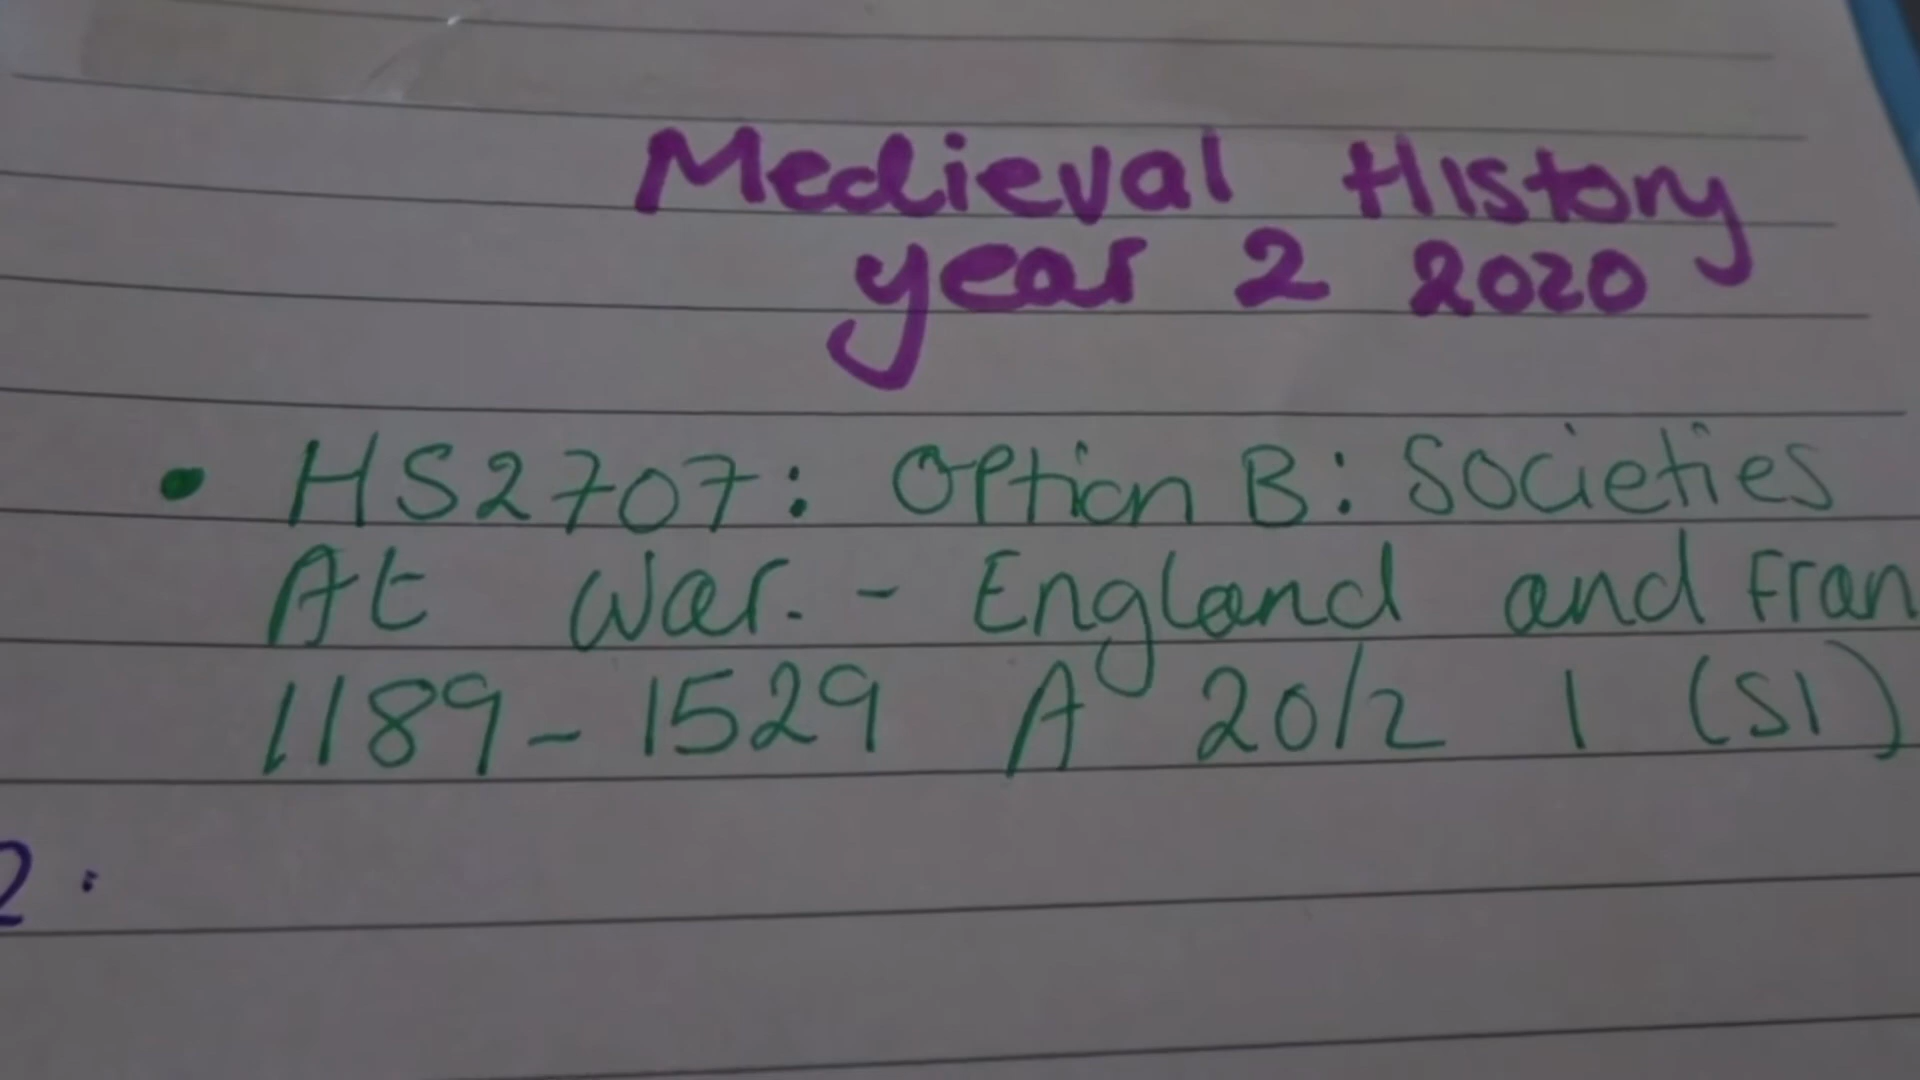 Medieval History
year 2 2020
• HS2707: Option B: Societies
At War. - England and Fran
1189-1529 A 20/2 1 (S1)
2: